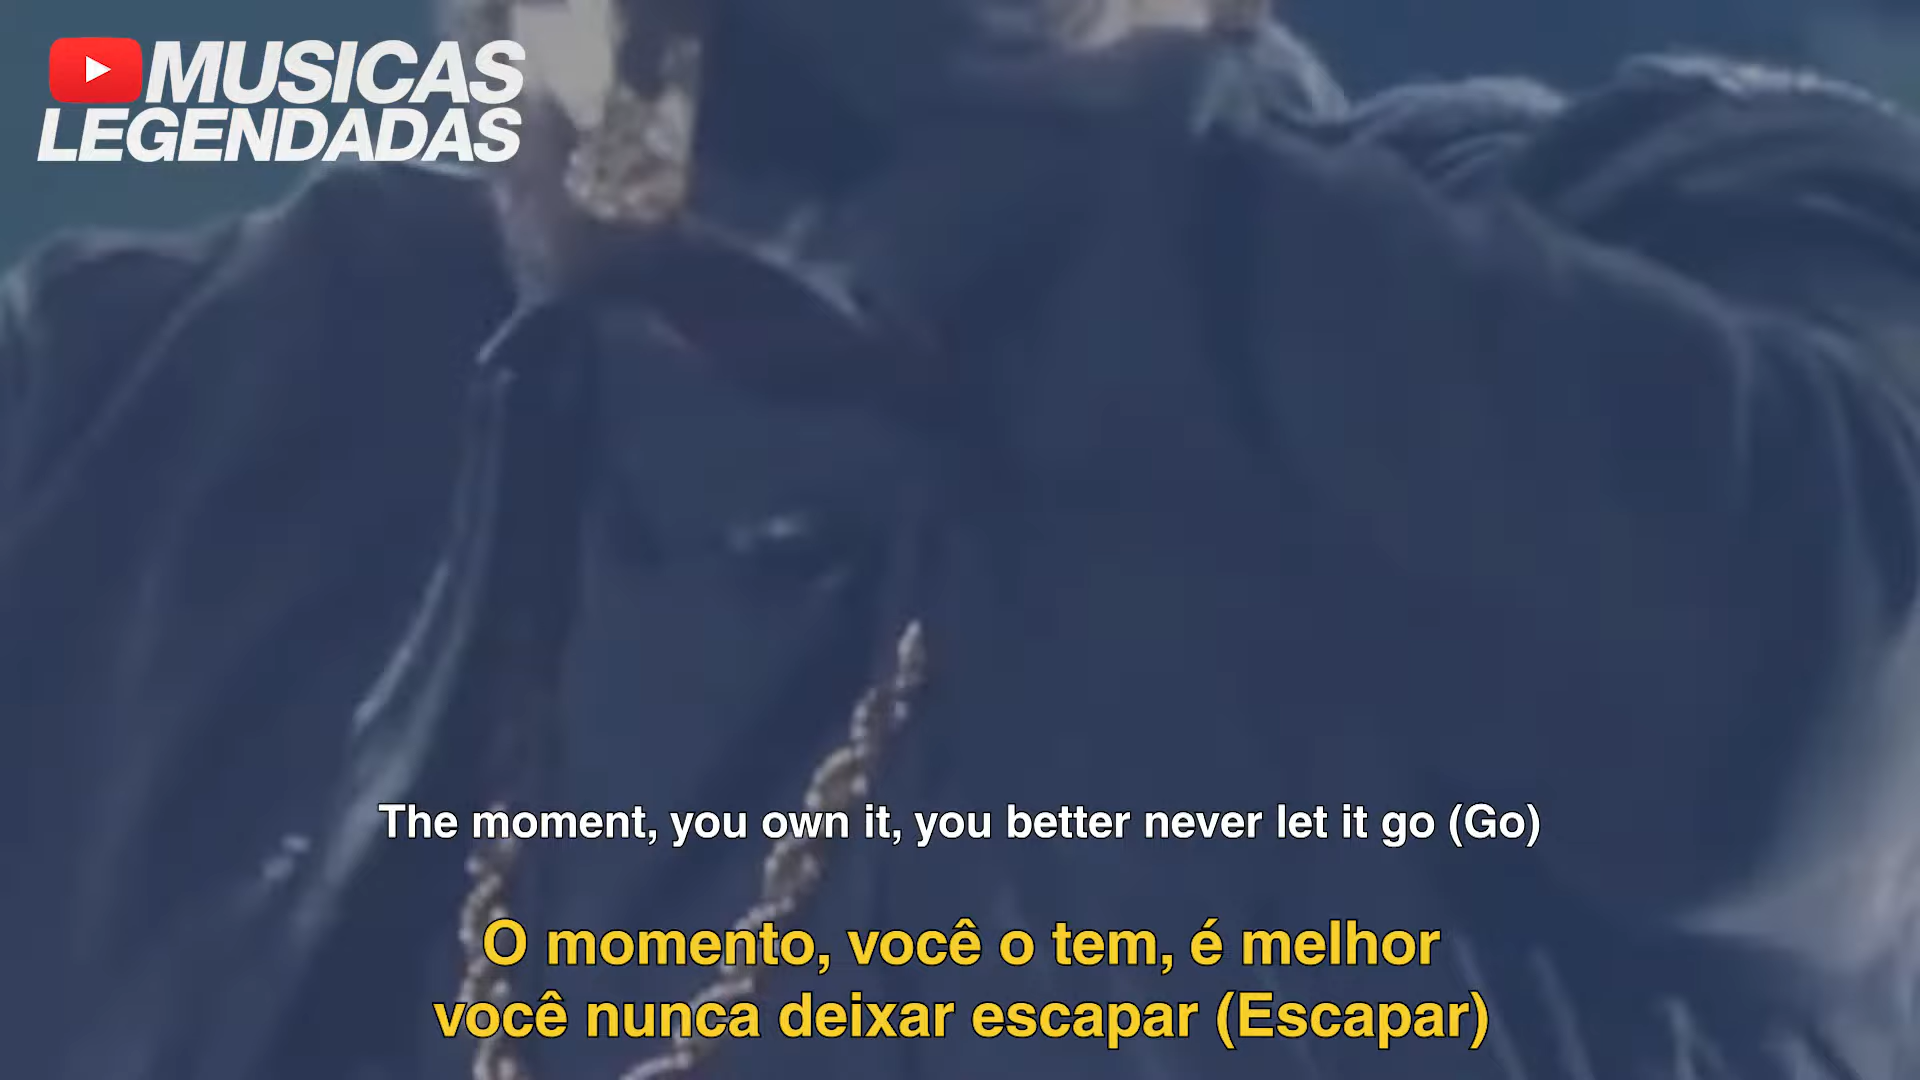 MUSICAS
LEGENDADAS
The moment, you own it, you better never let it go (Go)
O momento, você o tem, é melhor
você nunca deixar escapar (Escapar)